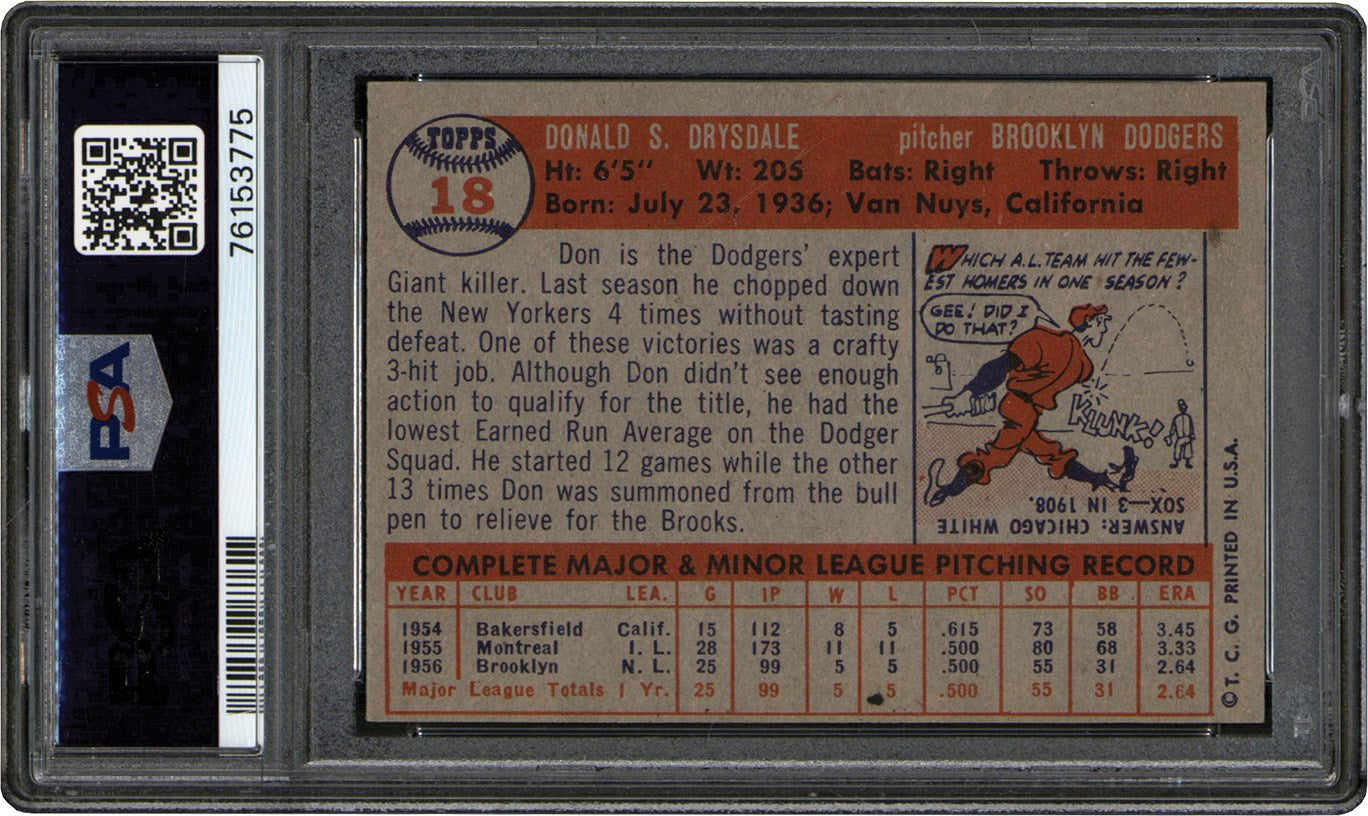 PSA
76153775
TOPPS
18
DONALD S. DRYSDALE pitcher BROOKLYN DODGERS
Ht: 6'5" Wt: 205 Bats: Right Throws: Right
Born: July 23, 1936; Van Nuys, California
Don is the Dodgers' expert
Giant killer. Last season he chopped down
the New Yorkers 4 times without tasting
defeat. One of these victories was a crafty
3-hit job. Although Don didn't see enough
action to qualify for the title, he had the
lowest Earned Run Average on the Dodger
Squad. He started 12 games while the other
13 times Don was summoned from the bull
pen to relieve for the Brooks.
WHICH A.L. TEAM HIT THE FEW-
EST HOMERS IN ONE SEASON?
GEE! DID I
DO THAT?
KLUNK!
ANSWER: CHICAGO WHITE
SOX—3 IN 1908.
COMPLETE MAJOR & MINOR LEAGUE PITCHING RECORD
YEAR CLUB LEA. G IP W L PCT SO BB ERA
1954 Bakersfield Calif. 15 112 8 5 .615 73 58 3.45
1955 Montreal I. L. 28 173 11 11 .500 80 68 3.33
1956 Brooklyn N. L. 25 99 5 5 .500 55 31 2.64
Major League Totals 1 Yr. 25 99 5 5 .500 55 31 2.64
© T. C. G. PRINTED IN U.S.A.
PSA